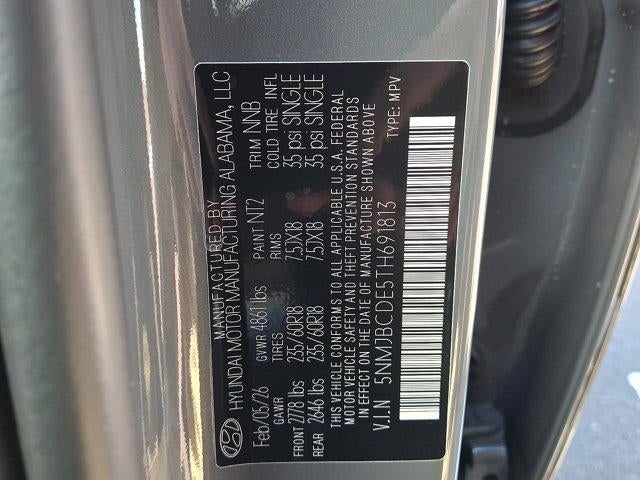 MANUFACTURED BY
HYUNDAI MOTOR MANUFACTURING ALABAMA, LLC
Feb/05/26 GVWR 4861 lbs PAINT NT2 TRIM NNB
GAWR TIRES RIMS COLD TIRE INFL
FRONT 2778 lbs 235/60R18 7.5JX18 35 psi SINGLE
REAR 2646 lbs 235/60R18 7.5JX18 35 psi SINGLE
THIS VEHICLE CONFORMS TO ALL APPLICABLE U.S.A. FEDERAL
MOTOR VEHICLE SAFETY AND THEFT PREVENTION STANDARDS
IN EFFECT ON THE DATE OF MANUFACTURE SHOWN ABOVE
V.I.N 5NMJBCDE5TH691813 TYPE: MPV